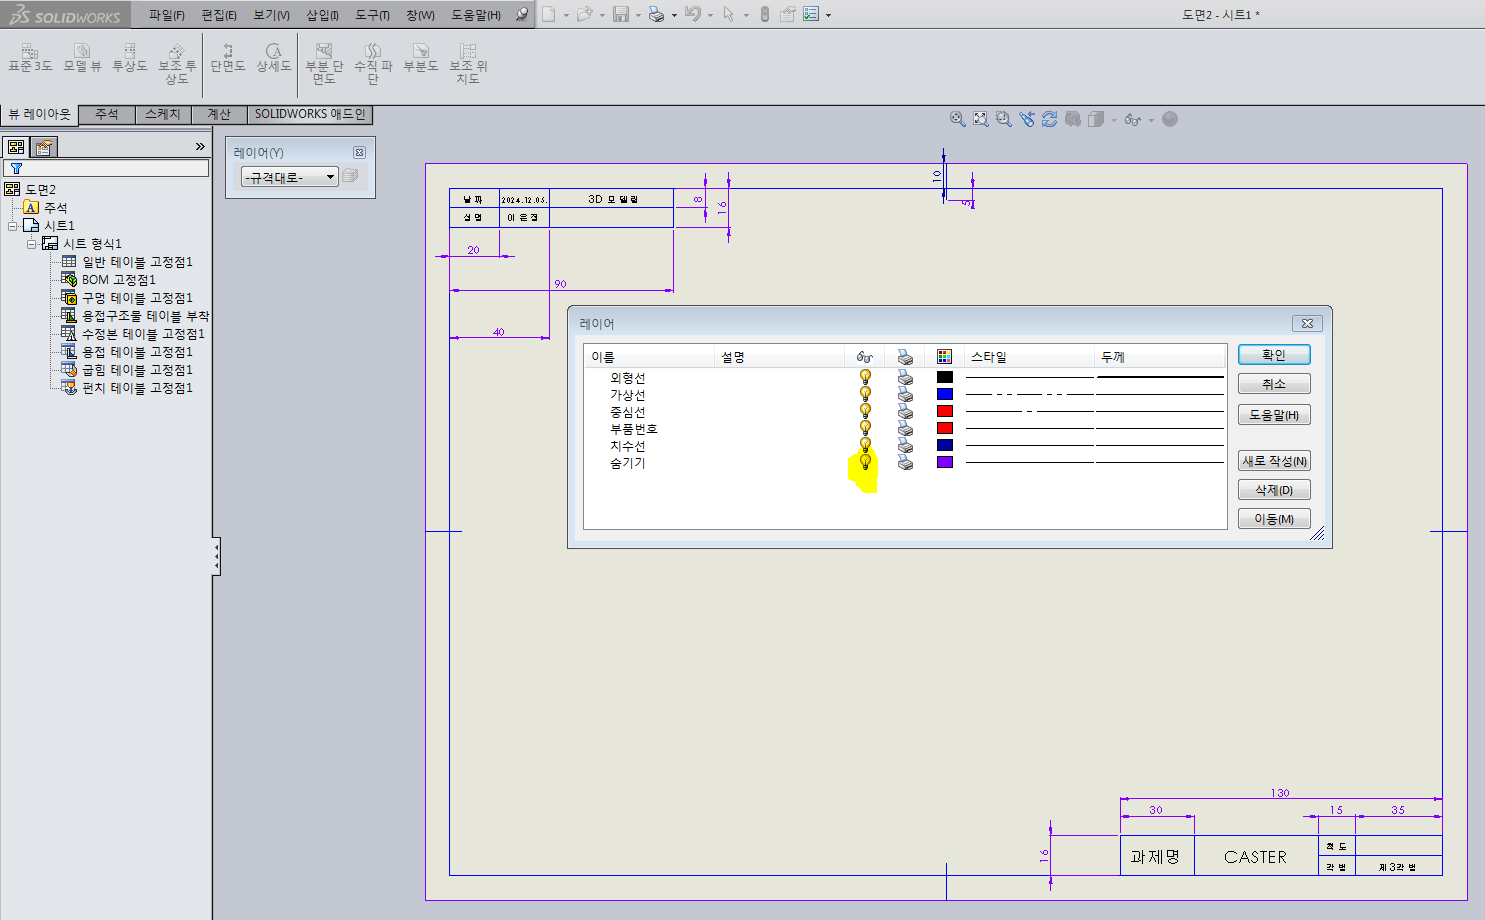 SOLIDWORKS 파일(F) 편집(E) 보기(V) 삽입(I) 도구(T) 창(W) 도움말(H) 도면2 - 시트1 *
표준 3도 모델 뷰 투상도 보조 투상도 단면도 상세도 부분 단면도 수직 파단 부분도 보조 위치도
뷰 레이아웃 주석 스케치 계산 SOLIDWORKS 애드인
레이어(Y)
-규격대로-
도면2
주석
시트1
시트 형식1
일반 테이블 고정점1
BOM 고정점1
구멍 테이블 고정점1
용접구조물 테이블 부착
수정본 테이블 고정점1
용접 테이블 고정점1
굽힘 테이블 고정점1
펀치 테이블 고정점1
날짜 2024.12.05. 3D 모델링
성명 이은정
8
16
10
5
20
90
40
레이어
이름 설명 스타일 두께
외형선
가상선
중심선
부품번호
치수선
숨기기
확인
취소
도움말(H)
새로 작성(N)
삭제(D)
이동(M)
130
30 15 35
16
과제명 CASTER 척도
각법 제3각법